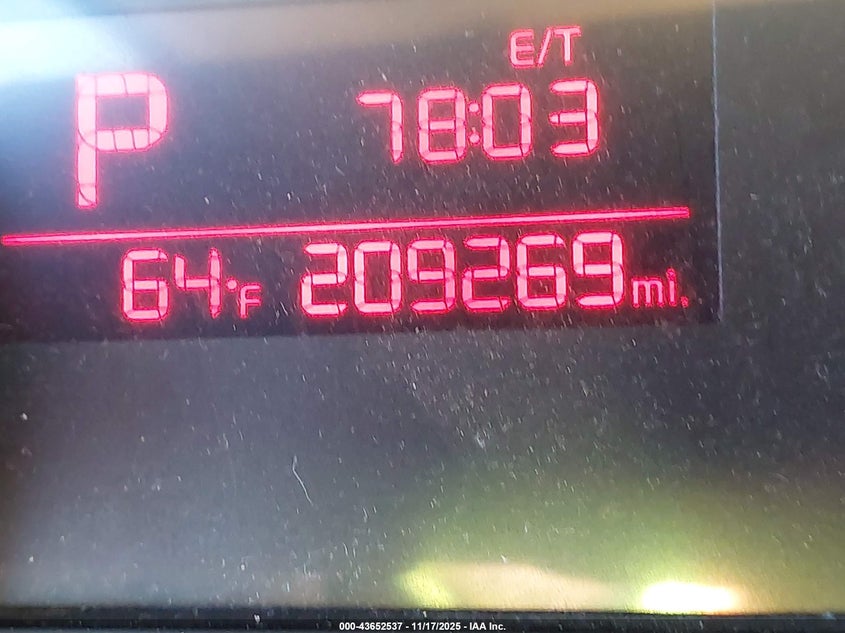 E/T
P 78:03
64°F 209269 mi.
000-43652537 - 11/17/2025 - IAA Inc.